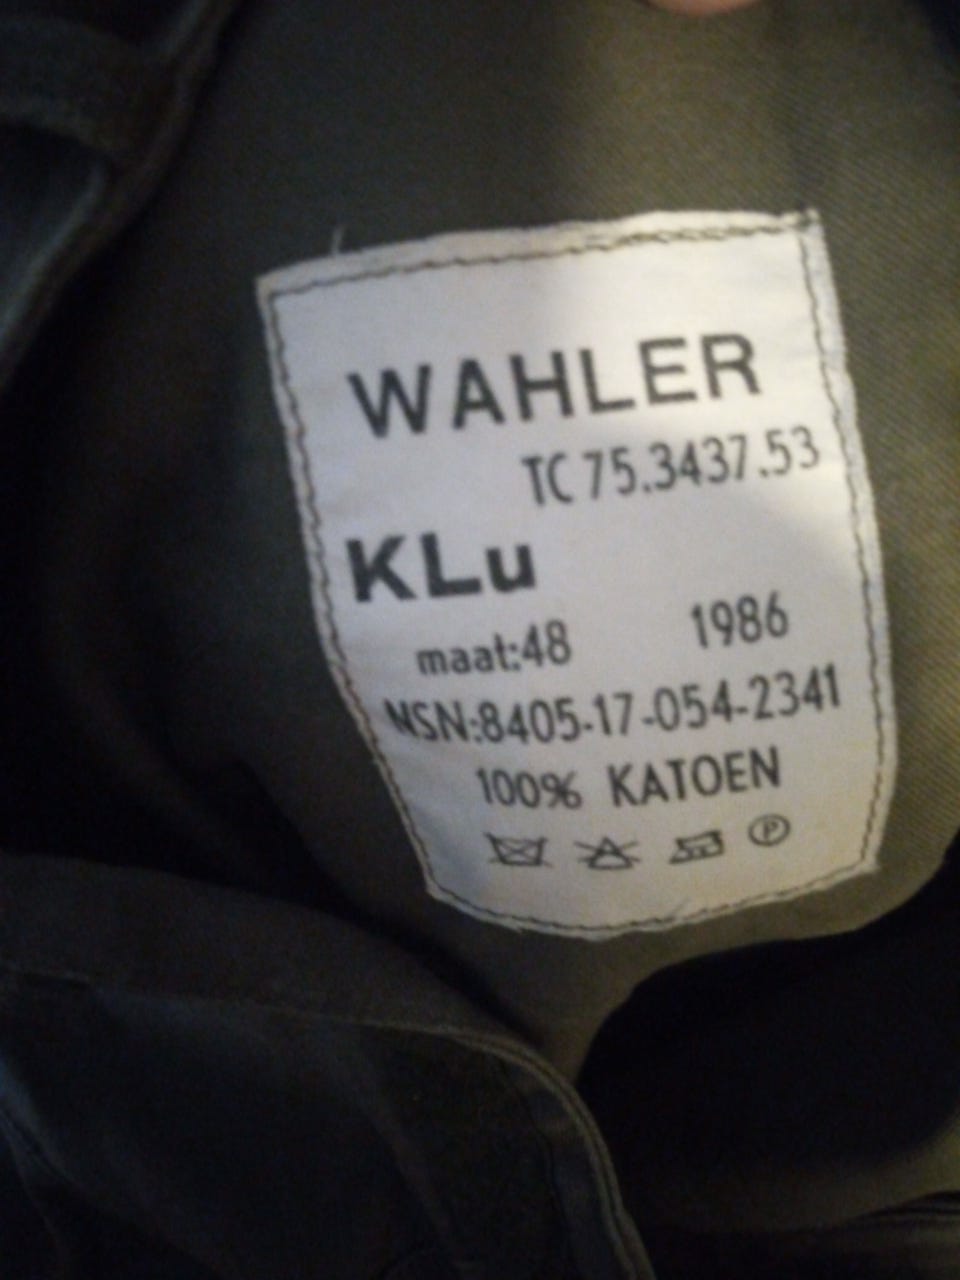 WAHLER
TC 75.3437.53
KLu
maat:48 1986
NSN:8405-17-054-2341
100% KATOEN
P